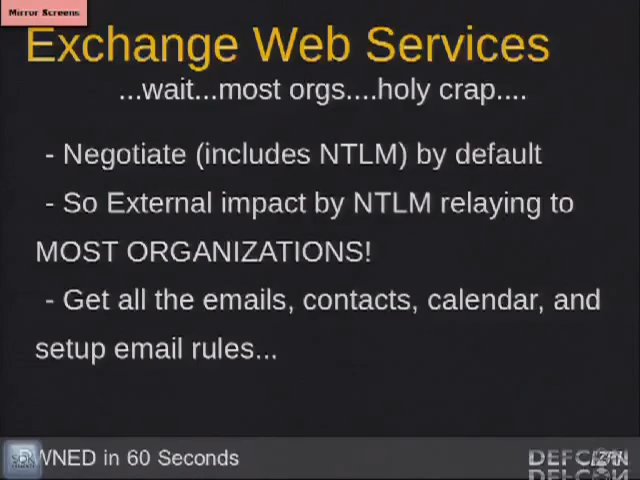 Mirror Screens
Exchange Web Services
...wait...most orgs....holy crap....
- Negotiate (includes NTLM) by default
- So External impact by NTLM relaying to
MOST ORGANIZATIONS!
- Get all the emails, contacts, calendar, and
setup email rules...
WNED in 60 Seconds
DEFCON